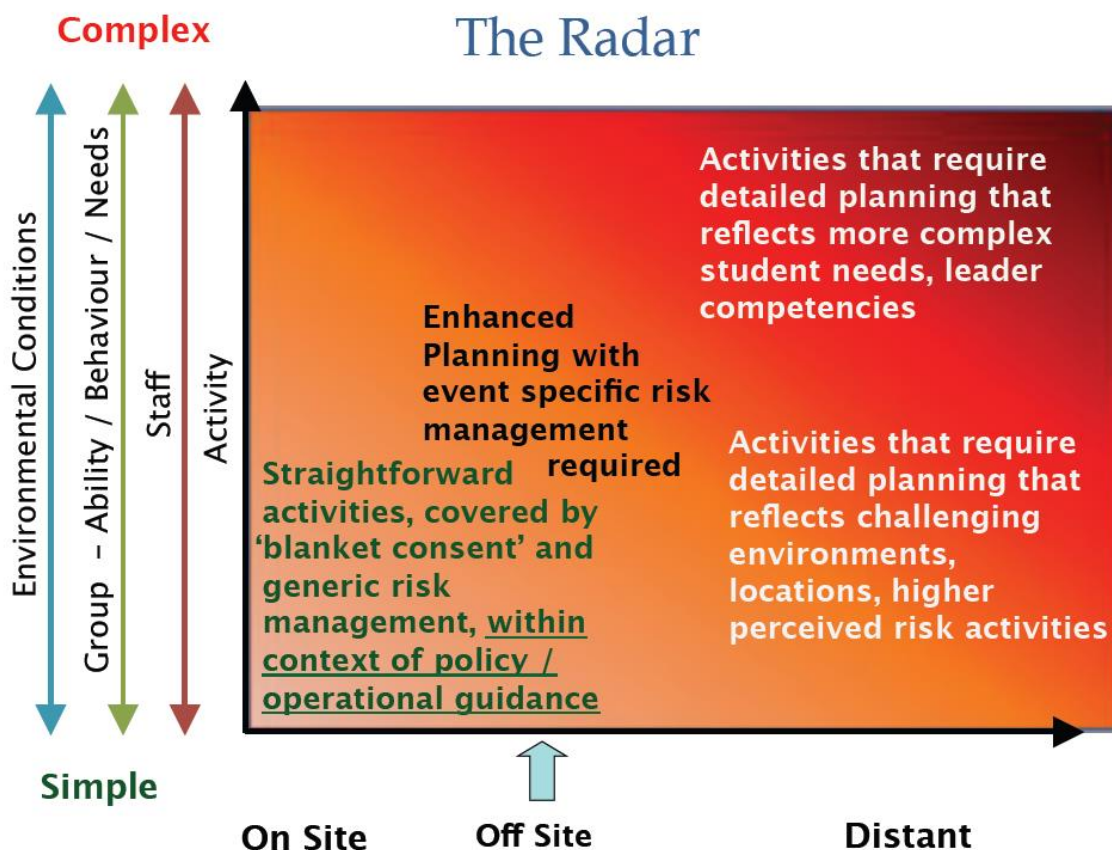 Complex
The Radar
Environmental Conditions
Group - Ability / Behaviour / Needs
Staff
Activity
Activities that require
detailed planning that
reflects more complex
student needs, leader
competencies
Enhanced
Planning with
event specific risk
management
required
Straightforward
activities, covered by
‘blanket consent’ and
generic risk
management, within
context of policy /
operational guidance
Activities that require
detailed planning that
reflects challenging
environments,
locations, higher
perceived risk activities
Simple
On Site
Off Site
Distant